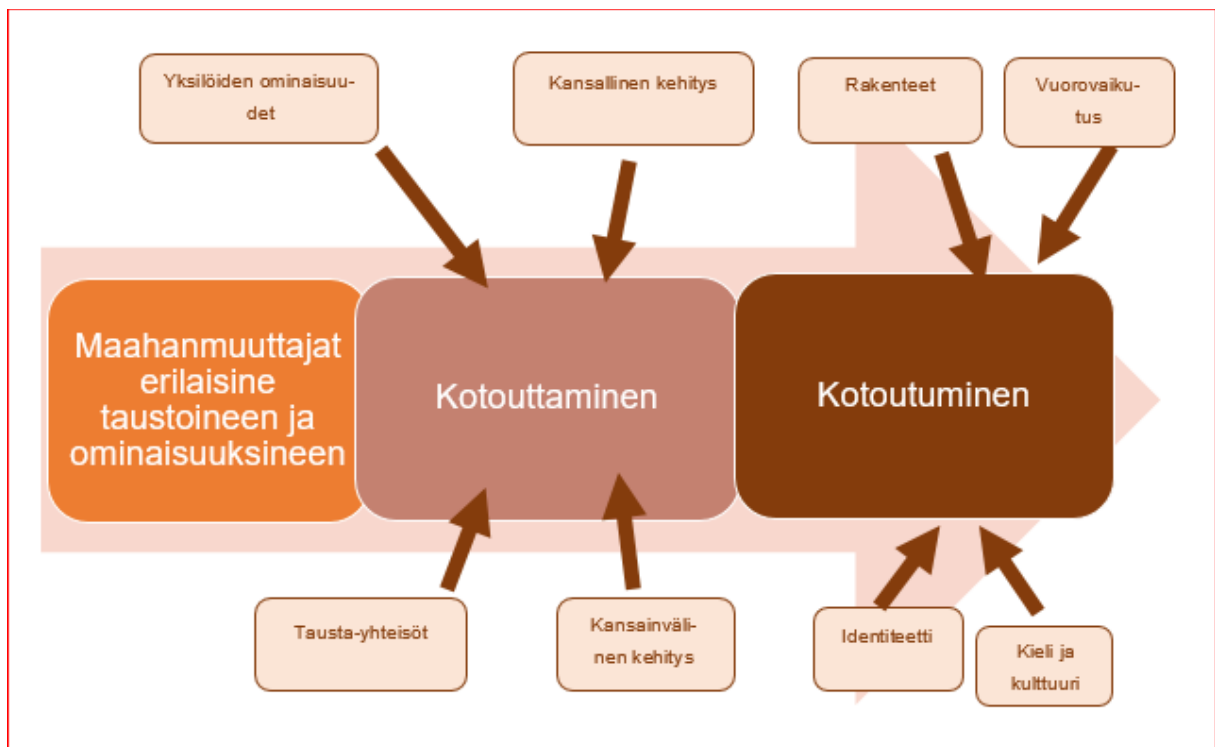 Yksilöiden ominaisuu-
det
Kansallinen kehitys
Rakenteet
Vuorovaiku-
tus
Maahanmuuttajat
erilaisine
taustoineen ja
ominaisuuksineen
Kotouttaminen
Kotoutuminen
Tausta-yhteisöt
Kansainväli-
nen kehitys
Identiteetti
Kieli ja
kulttuuri